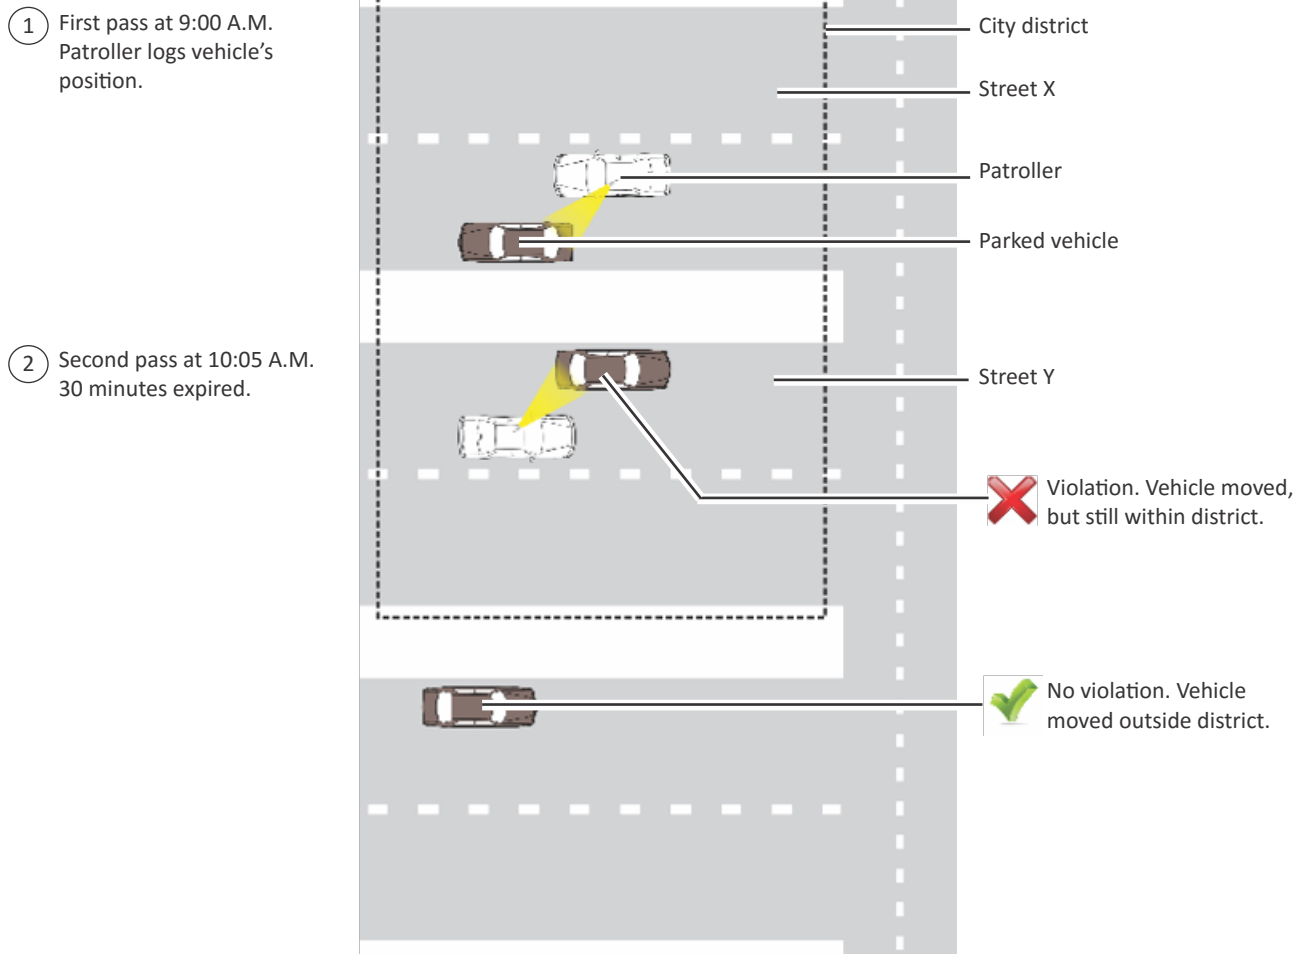 1 First pass at 9:00 A.M.
Patroller logs vehicle's
position.
City district
Street X
Patroller
Parked vehicle
2 Second pass at 10:05 A.M.
30 minutes expired.
Street Y
Violation. Vehicle moved,
but still within district.
No violation. Vehicle
moved outside district.